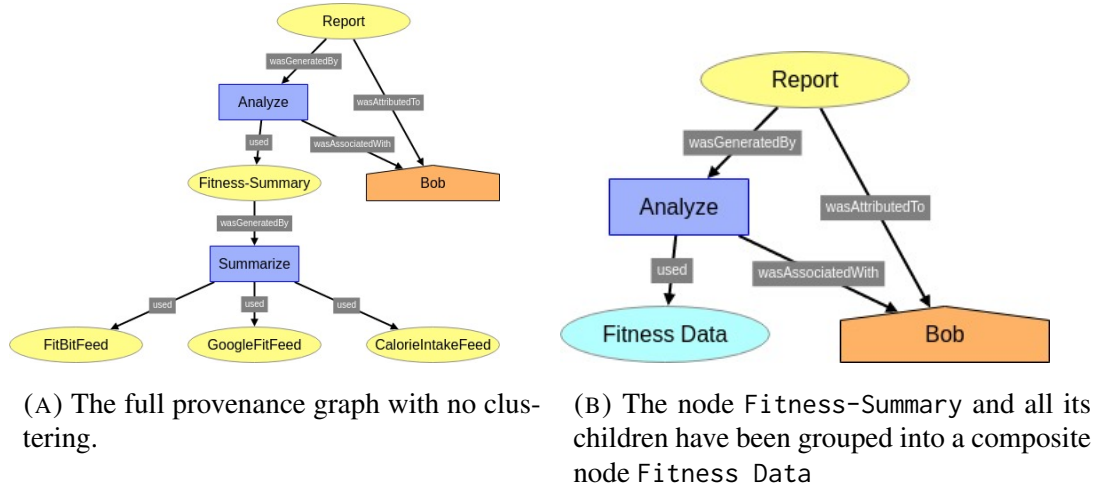 Report
wasGeneratedBy
Analyze
wasAttributedTo
used
wasAssociatedWith
Fitness-Summary
Bob
wasGeneratedBy
Summarize
used
used
used
FitBitFeed
GoogleFitFeed
CalorieIntakeFeed
(A) The full provenance graph with no clus-
tering.
Report
wasGeneratedBy
Analyze
wasAttributedTo
used
wasAssociatedWith
Fitness Data
Bob
(B) The node Fitness-Summary and all its
children have been grouped into a composite
node Fitness Data